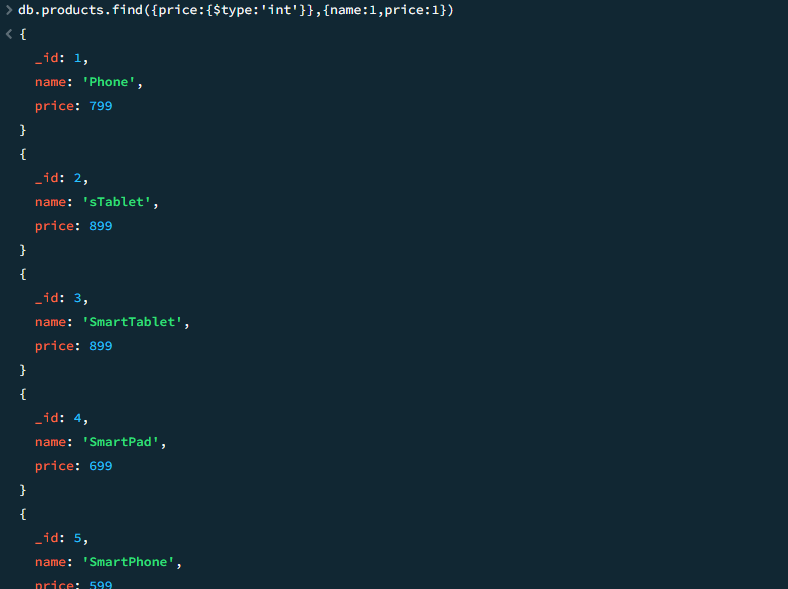 > db.products.find({price:{$type:'int'}},{name:1,price:1})
< {
_id: 1,
name: 'Phone',
price: 799
}
{
_id: 2,
name: 'sTablet',
price: 899
}
{
_id: 3,
name: 'SmartTablet',
price: 899
}
{
_id: 4,
name: 'SmartPad',
price: 699
}
{
_id: 5,
name: 'SmartPhone',
price: 599